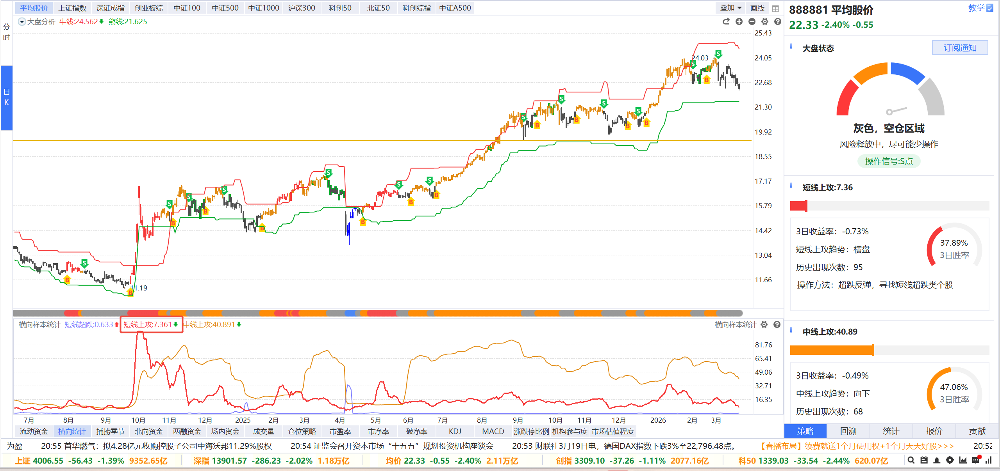 平均股价 上证指数 深证成指 创业板综 中证100 中证500 中证1000 沪深300 科创50 北证50 科创综指 中证A500 叠加 画线
大盘分析 牛线:24.562 熊线:21.625
分时
日K
25.43
24.05
22.68
21.30
19.92
18.55
17.17
15.79
14.42
13.04
11.66
24.03→
←11.19
S S S S S S S S S S S S S S
B B B B B B B B B B B B B
横向样本统计 短线超跌:0.633 短线上攻:7.361 中线上攻:40.891 横向样本统计
81.76
65.41
49.06
32.71
16.35
7月 8月 9月 10月 11月 12月 2025 2月 3月 4月 5月 6月 7月 8月 9月 10月 11月 12月 2026 2月 3月
流动资金 横向统计 捕捞季节 北向资金 两融资金 场内资金 成交量 仓位策略 市盈率 市净率 破净率 KDJ MACD 涨跌停比例 机构参与度 市场估值程度
888881 平均股价 教学
22.33 -2.40% -0.55
大盘状态 订阅通知
灰色，空仓区域
风险释放中，尽可能少操作
操作信号:S点
短线上攻:7.36
3日收益率：-0.73%
短线上攻趋势：横盘
历史出现次数：95
操作方法：超跌反弹，寻找短线超跌类个股
37.89%
3日胜率
中线上攻:40.89
3日收益率：-0.49%
中线上攻趋势：向下
历史出现次数：68
47.06%
3日胜率
策略 回溯 统计 报价 贡献
为盈 20:55 首华燃气：拟4.28亿元收购控股子公司中海沃邦11.29%股权 20:54 证监会召开资本市场“十五五”规划投资机构座谈会 20:53 财联社3月19日电，德国DAX指数下跌3%至22,796.48点。 【春播布局】续费就送1个月使用权+1个月天天好股>>> 20:52
上证 4006.55 -56.43 -1.39% 9352.65亿 深指 13901.57 -286.23 -2.02% 1.18万亿 均价 22.33 -0.55 -2.40% 2.11万亿 创指 3309.10 -37.26 -1.11% 2077.16亿 科50 1339.03 -33.54 -2.44% 620.07亿